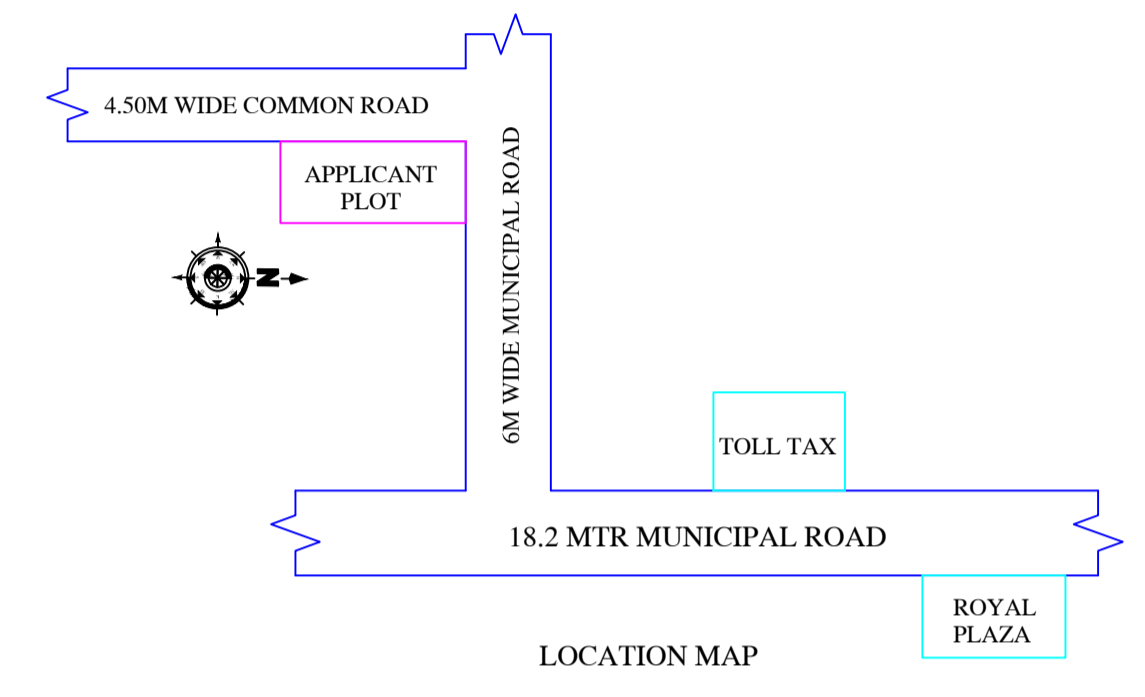 4.50M WIDE COMMON ROAD
APPLICANT
PLOT
6M WIDE MUNICIPAL ROAD
N
TOLL TAX
18.2 MTR MUNICIPAL ROAD
ROYAL
PLAZA
LOCATION MAP